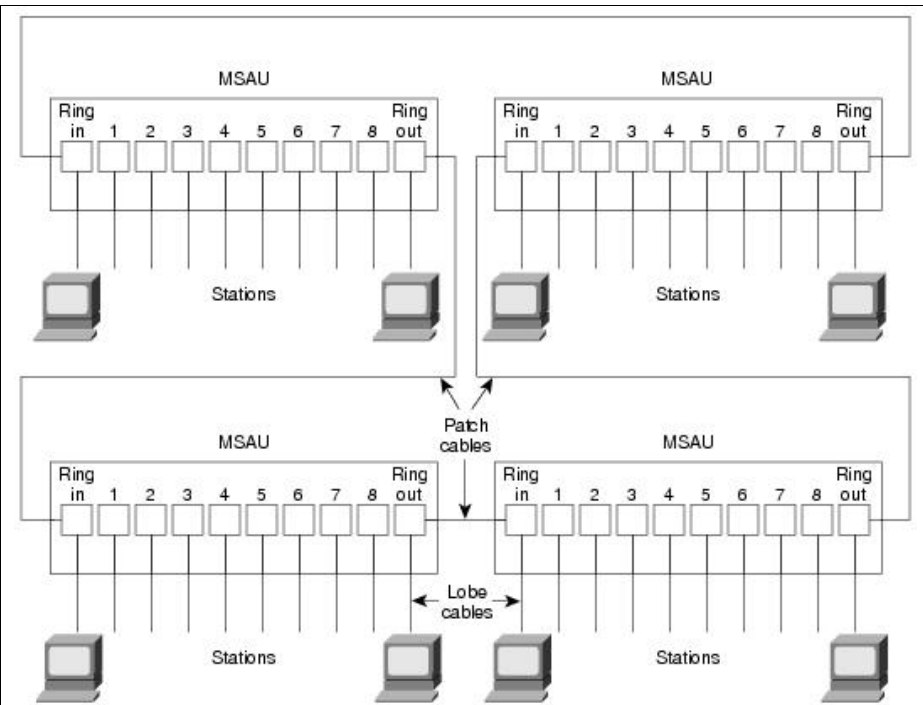 MSAU
MSAU
Ring Ring
in 1 2 3 4 5 6 7 8 out
Ring Ring
in 1 2 3 4 5 6 7 8 out
Stations
Stations
Patch
cables
MSAU
MSAU
Ring Ring
in 1 2 3 4 5 6 7 8 out
Ring Ring
in 1 2 3 4 5 6 7 8 out
Lobe
cables
Stations
Stations